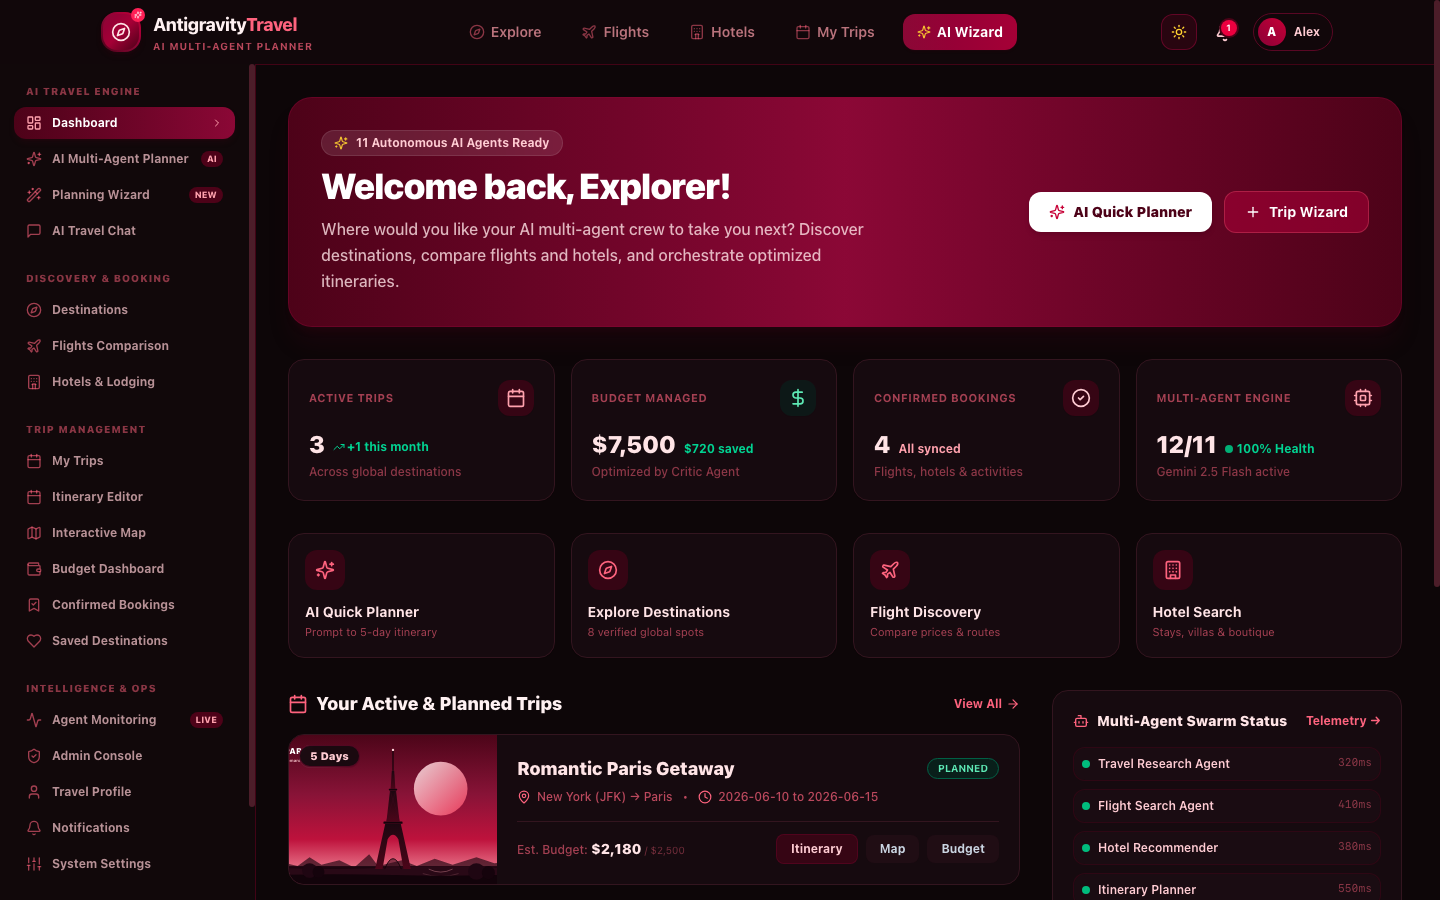 AntigravityTravel
AI MULTI-AGENT PLANNER
Explore
Flights
Hotels
My Trips
AI Wizard
1
A
Alex
AI TRAVEL ENGINE
Dashboard
AI Multi-Agent Planner
AI
Planning Wizard
NEW
AI Travel Chat
DISCOVERY & BOOKING
Destinations
Flights Comparison
Hotels & Lodging
TRIP MANAGEMENT
My Trips
Itinerary Editor
Interactive Map
Budget Dashboard
Confirmed Bookings
Saved Destinations
INTELLIGENCE & OPS
Agent Monitoring
LIVE
Admin Console
Travel Profile
Notifications
System Settings
11 Autonomous AI Agents Ready
Welcome back, Explorer!
Where would you like your AI multi-agent crew to take you next? Discover
destinations, compare flights and hotels, and orchestrate optimized
itineraries.
AI Quick Planner
Trip Wizard
ACTIVE TRIPS
3 +1 this month
Across global destinations
BUDGET MANAGED
$7,500 $720 saved
Optimized by Critic Agent
CONFIRMED BOOKINGS
4 All synced
Flights, hotels & activities
MULTI-AGENT ENGINE
12/11 100% Health
Gemini 2.5 Flash active
AI Quick Planner
Prompt to 5-day itinerary
Explore Destinations
8 verified global spots
Flight Discovery
Compare prices & routes
Hotel Search
Stays, villas & boutique
Your Active & Planned Trips
View All →
5 Days
Romantic Paris Getaway
PLANNED
New York (JFK) → Paris • 2026-06-10 to 2026-06-15
Est. Budget: $2,180 / $2,500
Itinerary
Map
Budget
Multi-Agent Swarm Status
Telemetry →
Travel Research Agent 320ms
Flight Search Agent 410ms
Hotel Recommender 380ms
Itinerary Planner 550ms